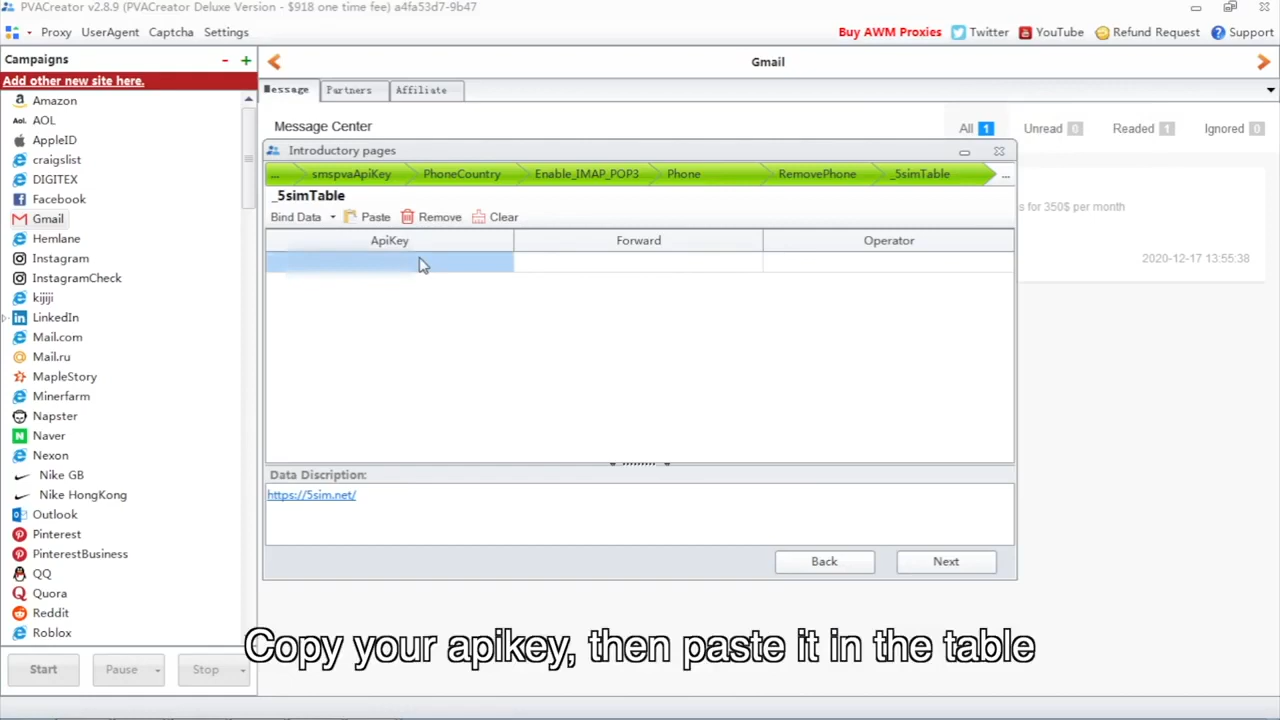 PVACreator v2.8.9 (PVACreator Deluxe Version - $918 one time fee) a4fa53d7-9b47
Proxy UserAgent Captcha Settings
Buy AWM Proxies Twitter YouTube Refund Request Support
Campaigns - +
Gmail
Add other new site here.
Message Partners Affiliate
Amazon
AOL
AppleID
craigslist
DIGITEX
Facebook
Gmail
Hemlane
Instagram
InstagramCheck
kijiji
LinkedIn
Mail.com
Mail.ru
MapleStory
Minerfarm
Napster
Naver
Nexon
Nike GB
Nike HongKong
Outlook
Pinterest
PinterestBusiness
QQ
Quora
Reddit
Roblox
Start Pause Stop
Message Center
All 1 Unread 0 Readed 1 Ignored 0
s for 350$ per month
2020-12-17 13:55:38
Introductory pages
... smspvaApiKey PhoneCountry Enable_IMAP_POP3 Phone RemovePhone _5simTable ...
_5simTable
Bind Data Paste Remove Clear
ApiKey Forward Operator
Data Discription:
https://5sim.net/
Back Next
Copy your apikey, then paste it in the table